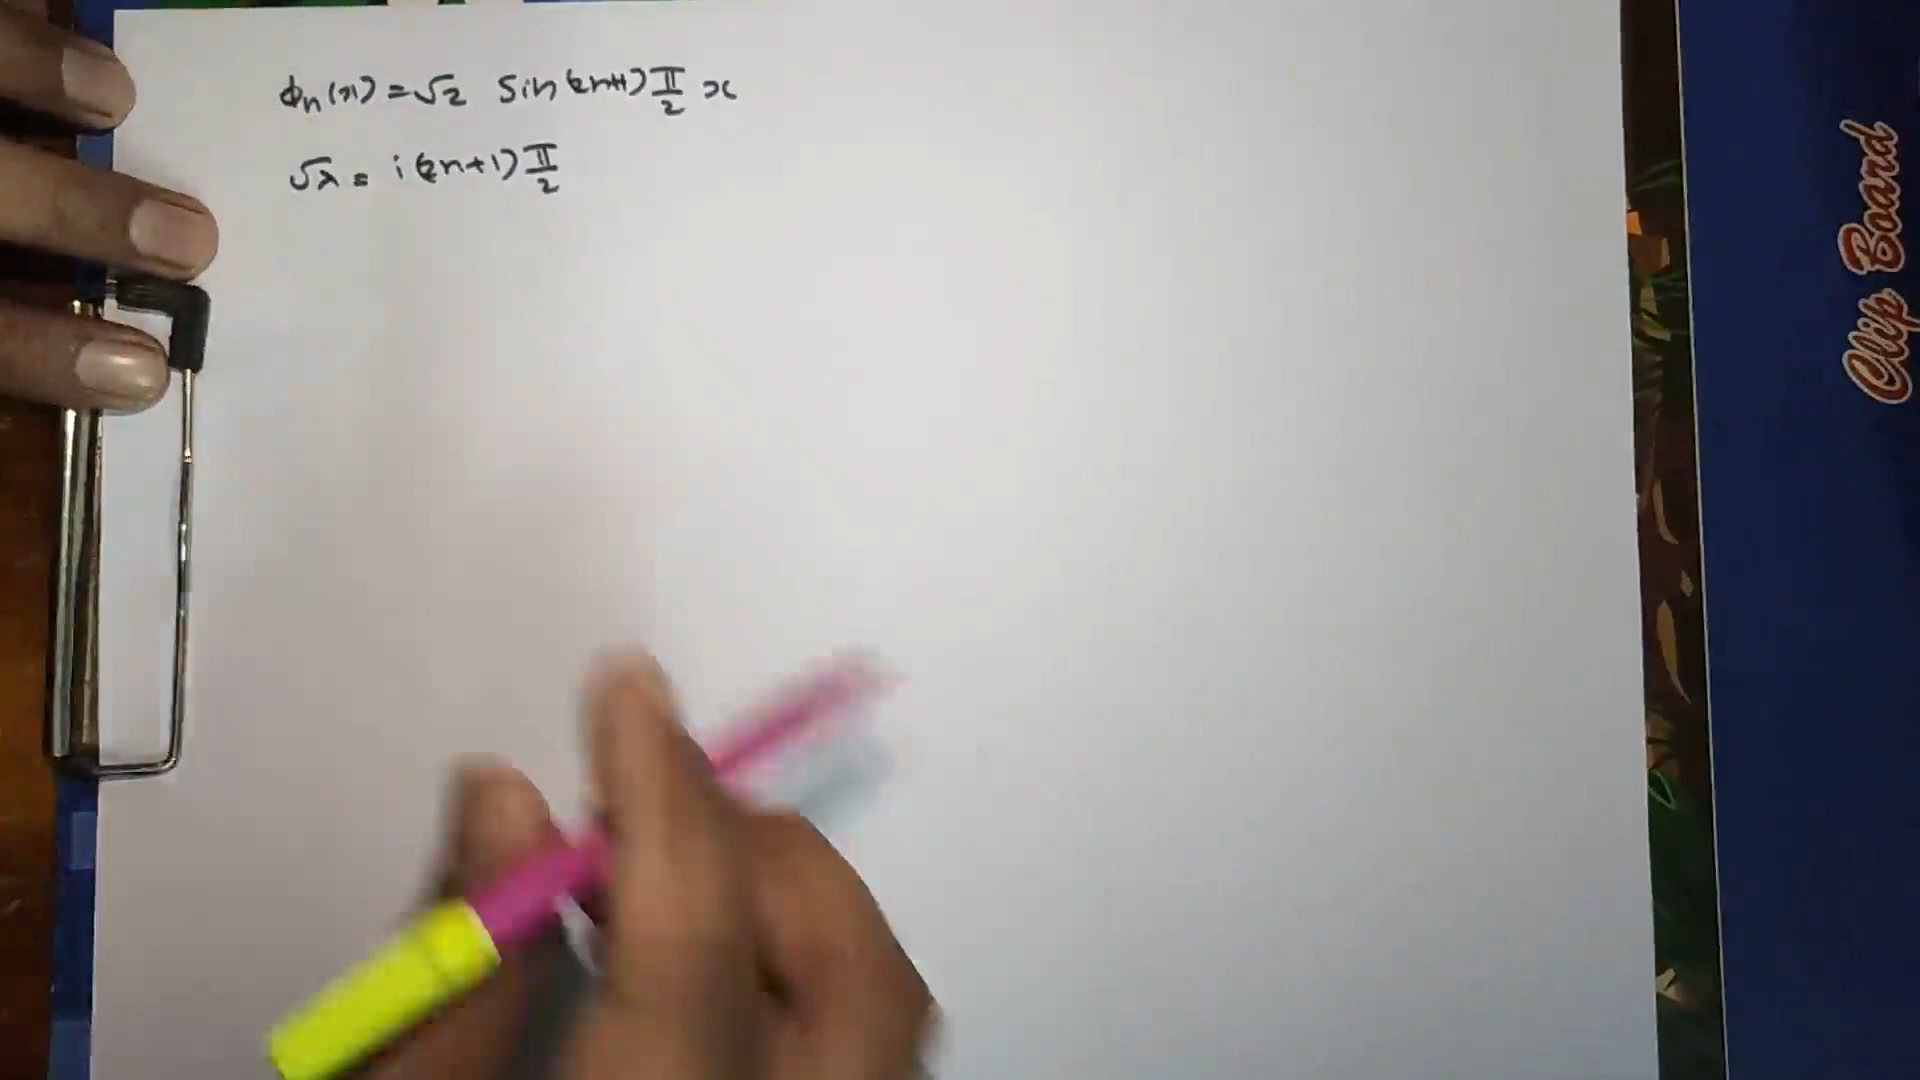 ϕₙ(x) = √2 Sin(2n+1) π/2 x
√λ = i(2n+1) π/2
Clip Board